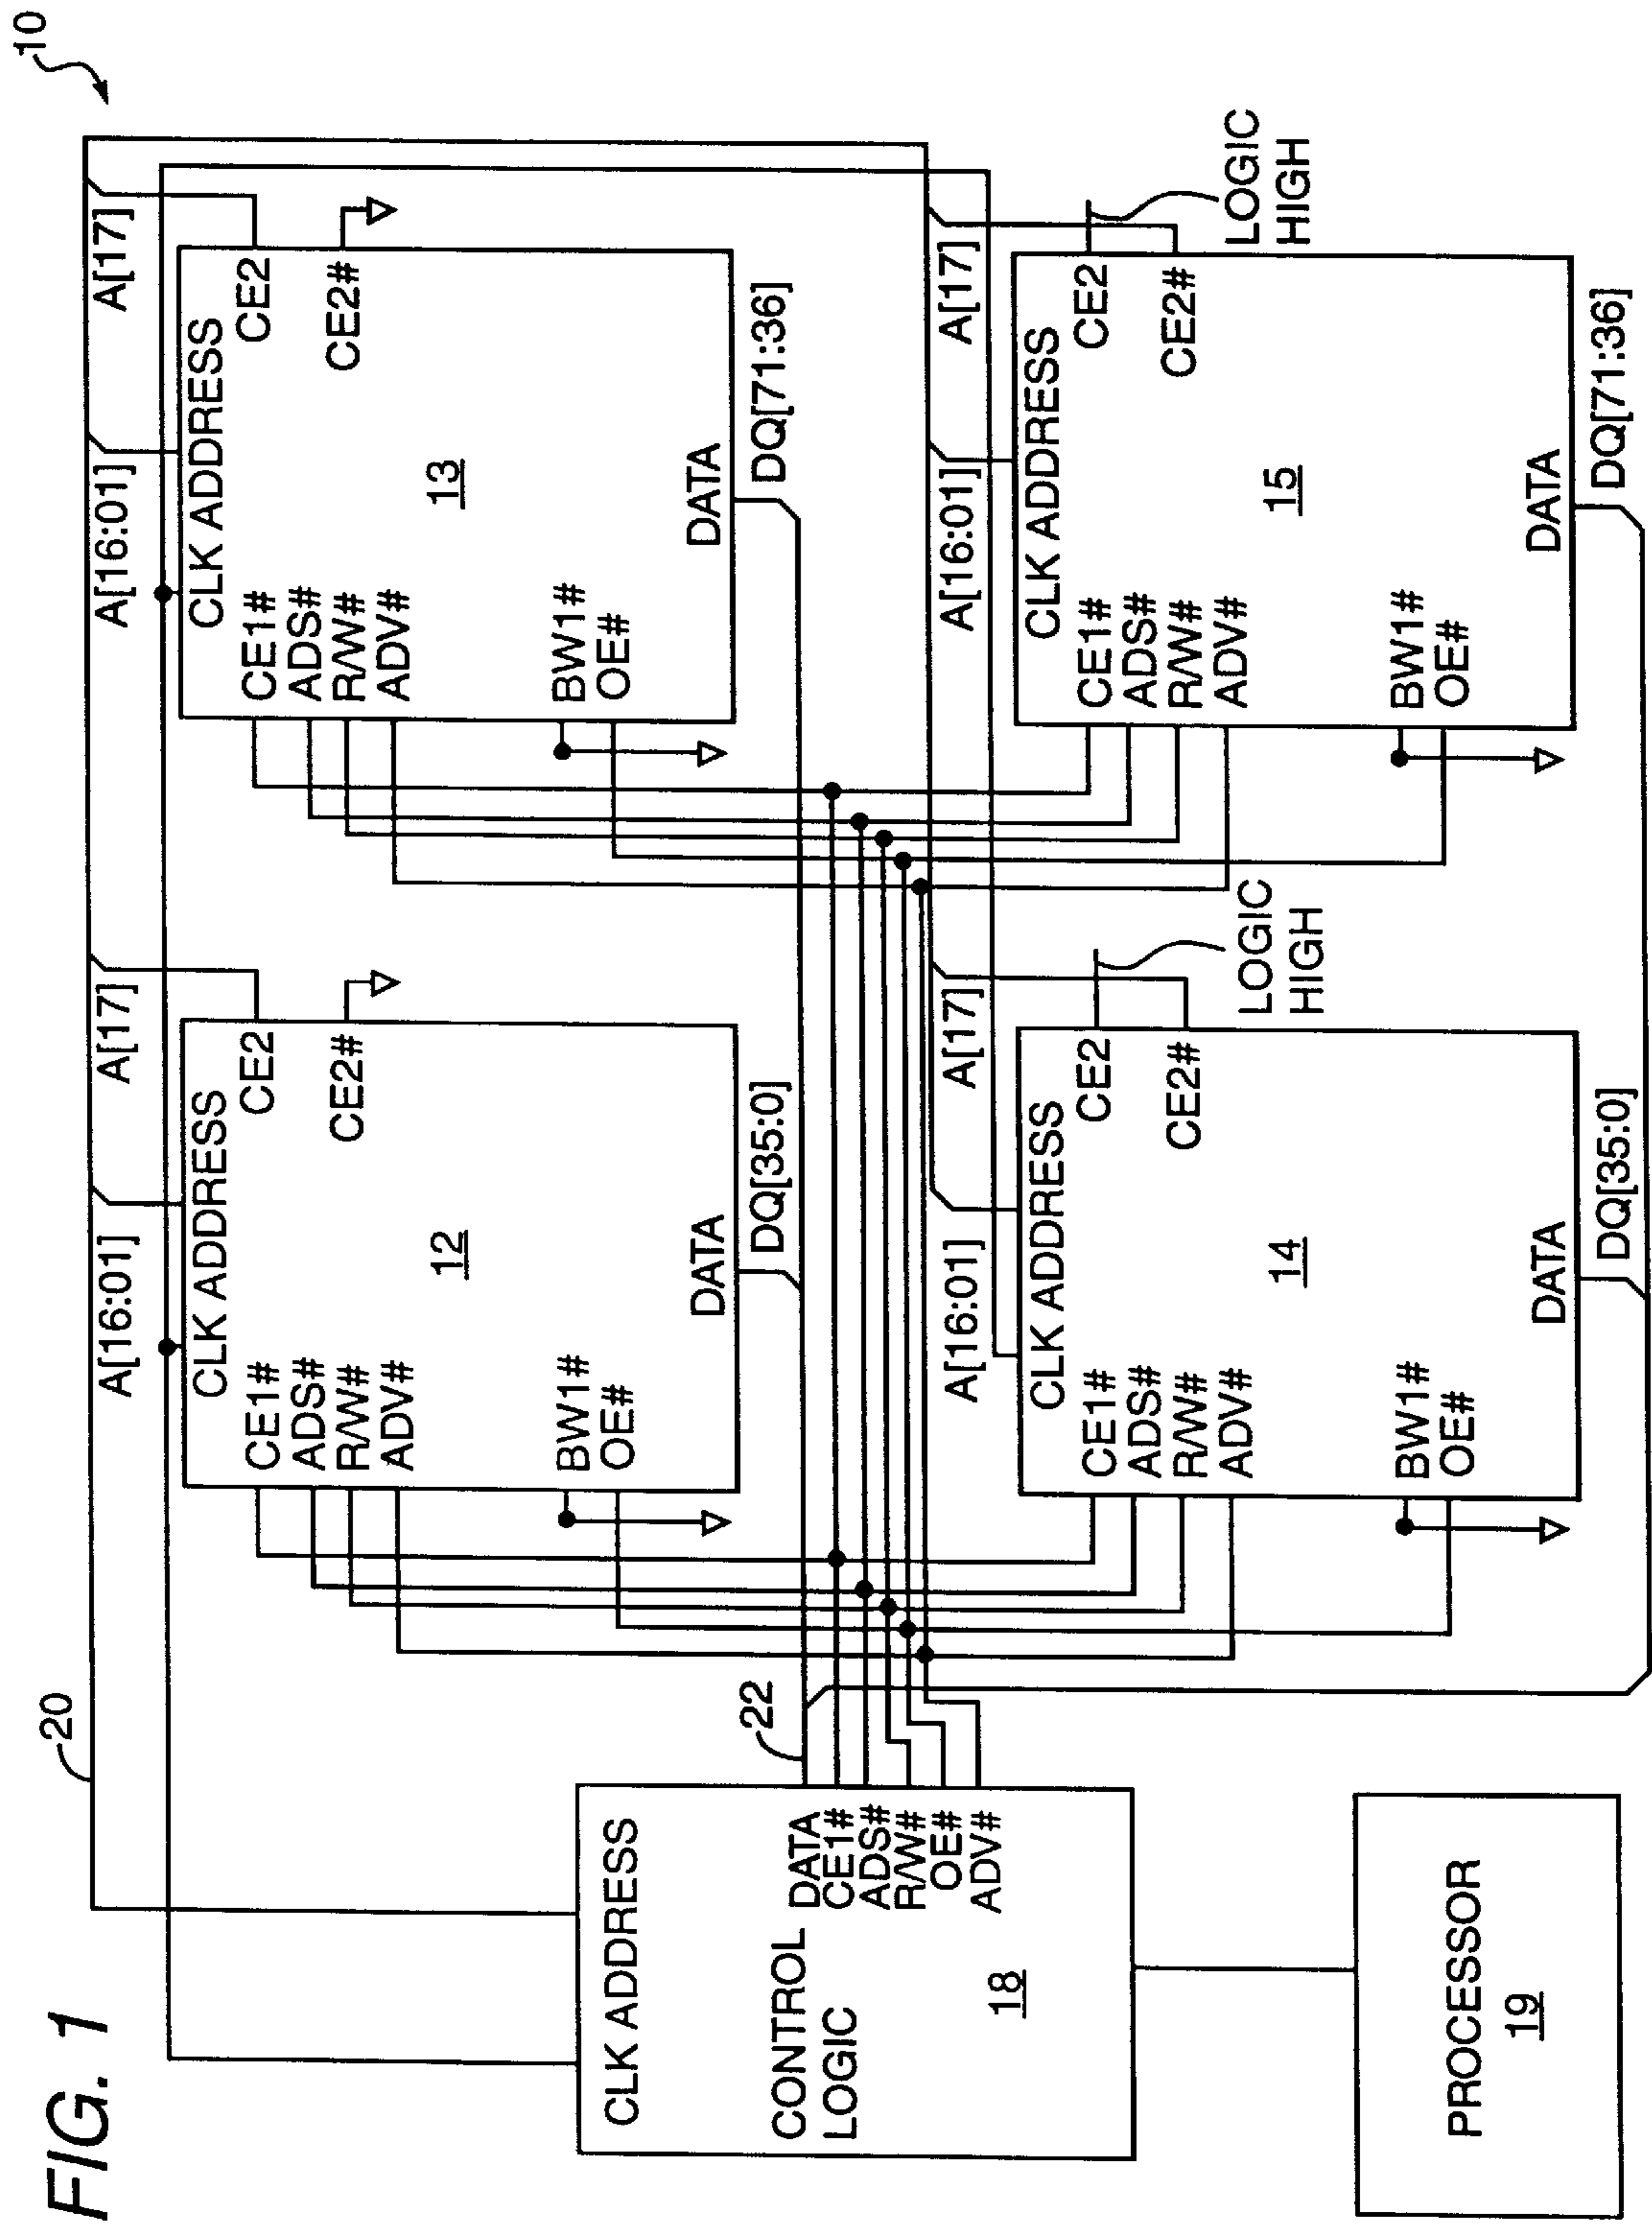 FIG. 1
10
20
A[16:01]
A[17]
A[16:01]
A[17]
CLK ADDRESS
CE1#
ADS#
R/W#
ADV#
BW1#
OE#
CE2
CE2#
12
DATA
DQ[35:0]
CLK ADDRESS
CE1#
ADS#
R/W#
ADV#
BW1#
OE#
CE2
CE2#
13
DATA
DQ[71:36]
CLK ADDRESS
CONTROL
LOGIC
18
DATA
CE1#
ADS#
R/W#
OE#
ADV#
22
A[16:01]
A[17]
A[16:01]
A[17]
CLK ADDRESS
CE1#
ADS#
R/W#
ADV#
BW1#
OE#
CE2
CE2#
LOGIC
HIGH
14
DATA
DQ[35:0]
CLK ADDRESS
CE1#
ADS#
R/W#
ADV#
BW1#
OE#
CE2
CE2#
LOGIC
HIGH
15
DATA
DQ[71:36]
PROCESSOR
19